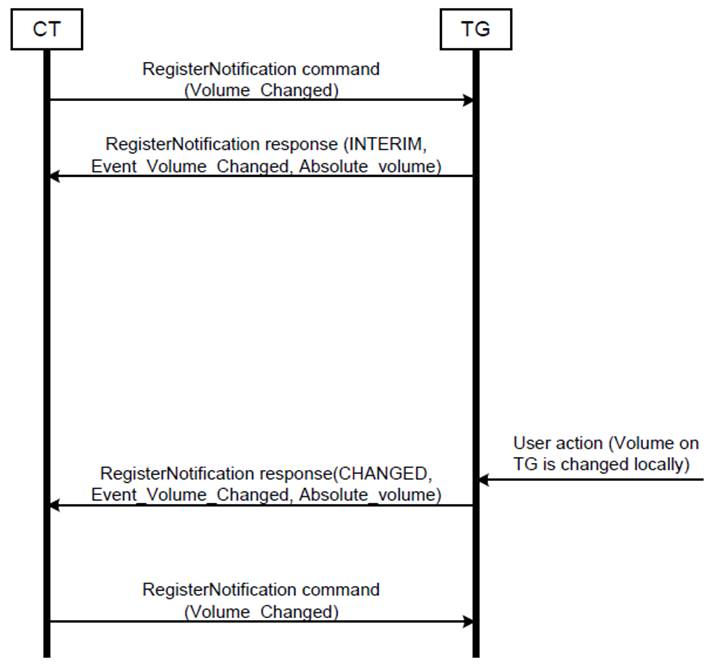 CT
TG
RegisterNotification command
(Volume_Changed)
RegisterNotification response (INTERIM,
Event_Volume_Changed, Absolute_volume)
User action (Volume on
TG is changed locally)
RegisterNotification response(CHANGED,
Event_Volume_Changed, Absolute_volume)
RegisterNotification command
(Volume_Changed)